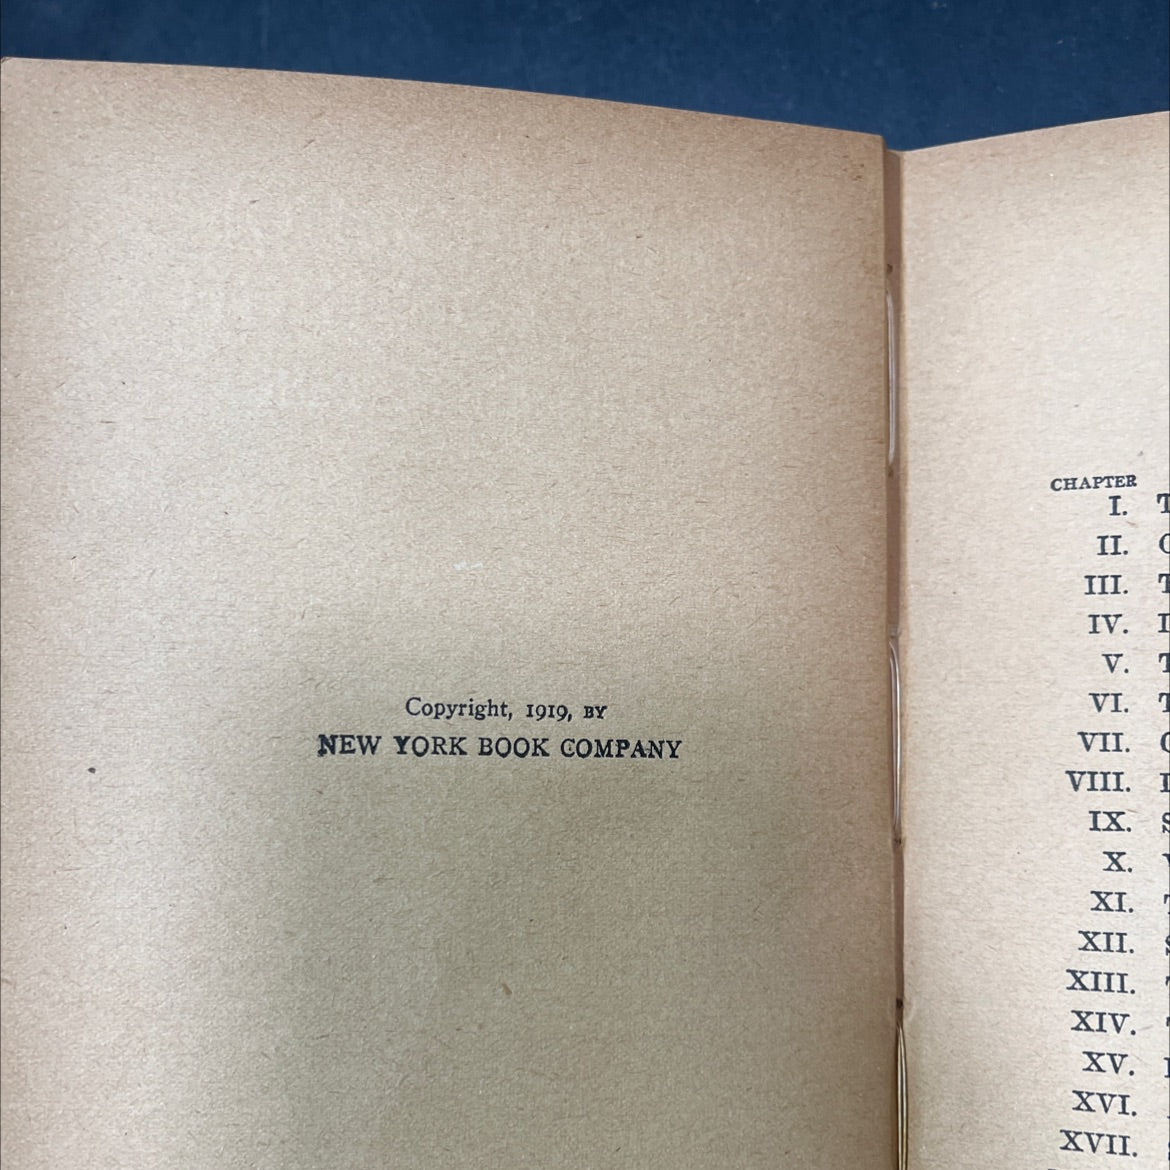 Copyright, 1919, BY
NEW YORK BOOK COMPANY
CHAPTER
I.
II.
III.
IV.
V.
VI.
VII.
VIII.
IX.
X.
XI.
XII.
XIII.
XIV.
XV.
XVI.
XVII.